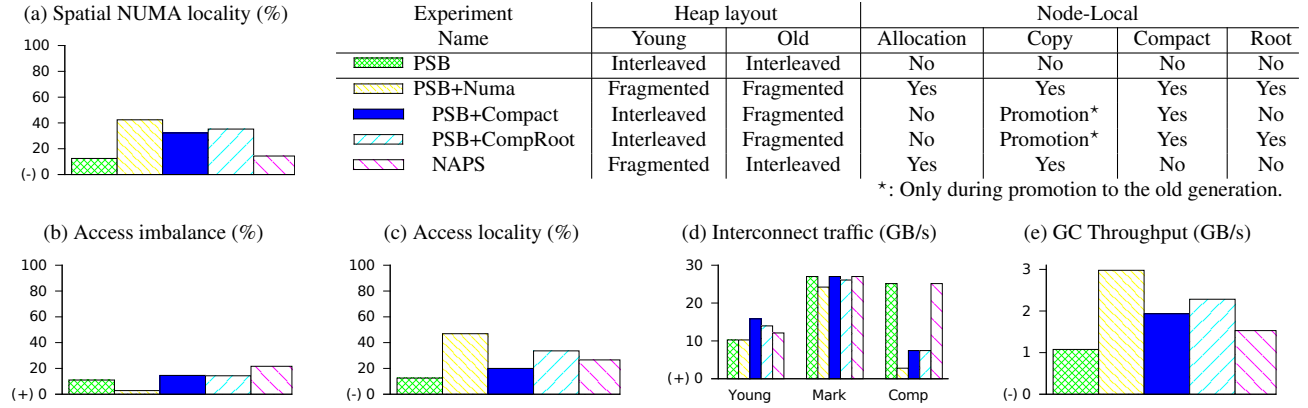 (a) Spatial NUMA locality (%)
100
80
60
40
20
(-) 0
Experiment Heap layout Node-Local
Name Young Old Allocation Copy Compact Root
PSB Interleaved Interleaved No No No No
PSB+Numa Fragmented Fragmented Yes Yes Yes Yes
PSB+Compact Interleaved Fragmented No Promotion⋆ Yes No
PSB+CompRoot Interleaved Fragmented No Promotion⋆ Yes Yes
NAPS Fragmented Interleaved Yes Yes No No
⋆: Only during promotion to the old generation.
(b) Access imbalance (%)
100
80
60
40
20
(+) 0
(c) Access locality (%)
100
80
60
40
20
(-) 0
(d) Interconnect traffic (GB/s)
30
20
10
(+) 0
Young Mark Comp
(e) GC Throughput (GB/s)
3
2
1
(-) 0